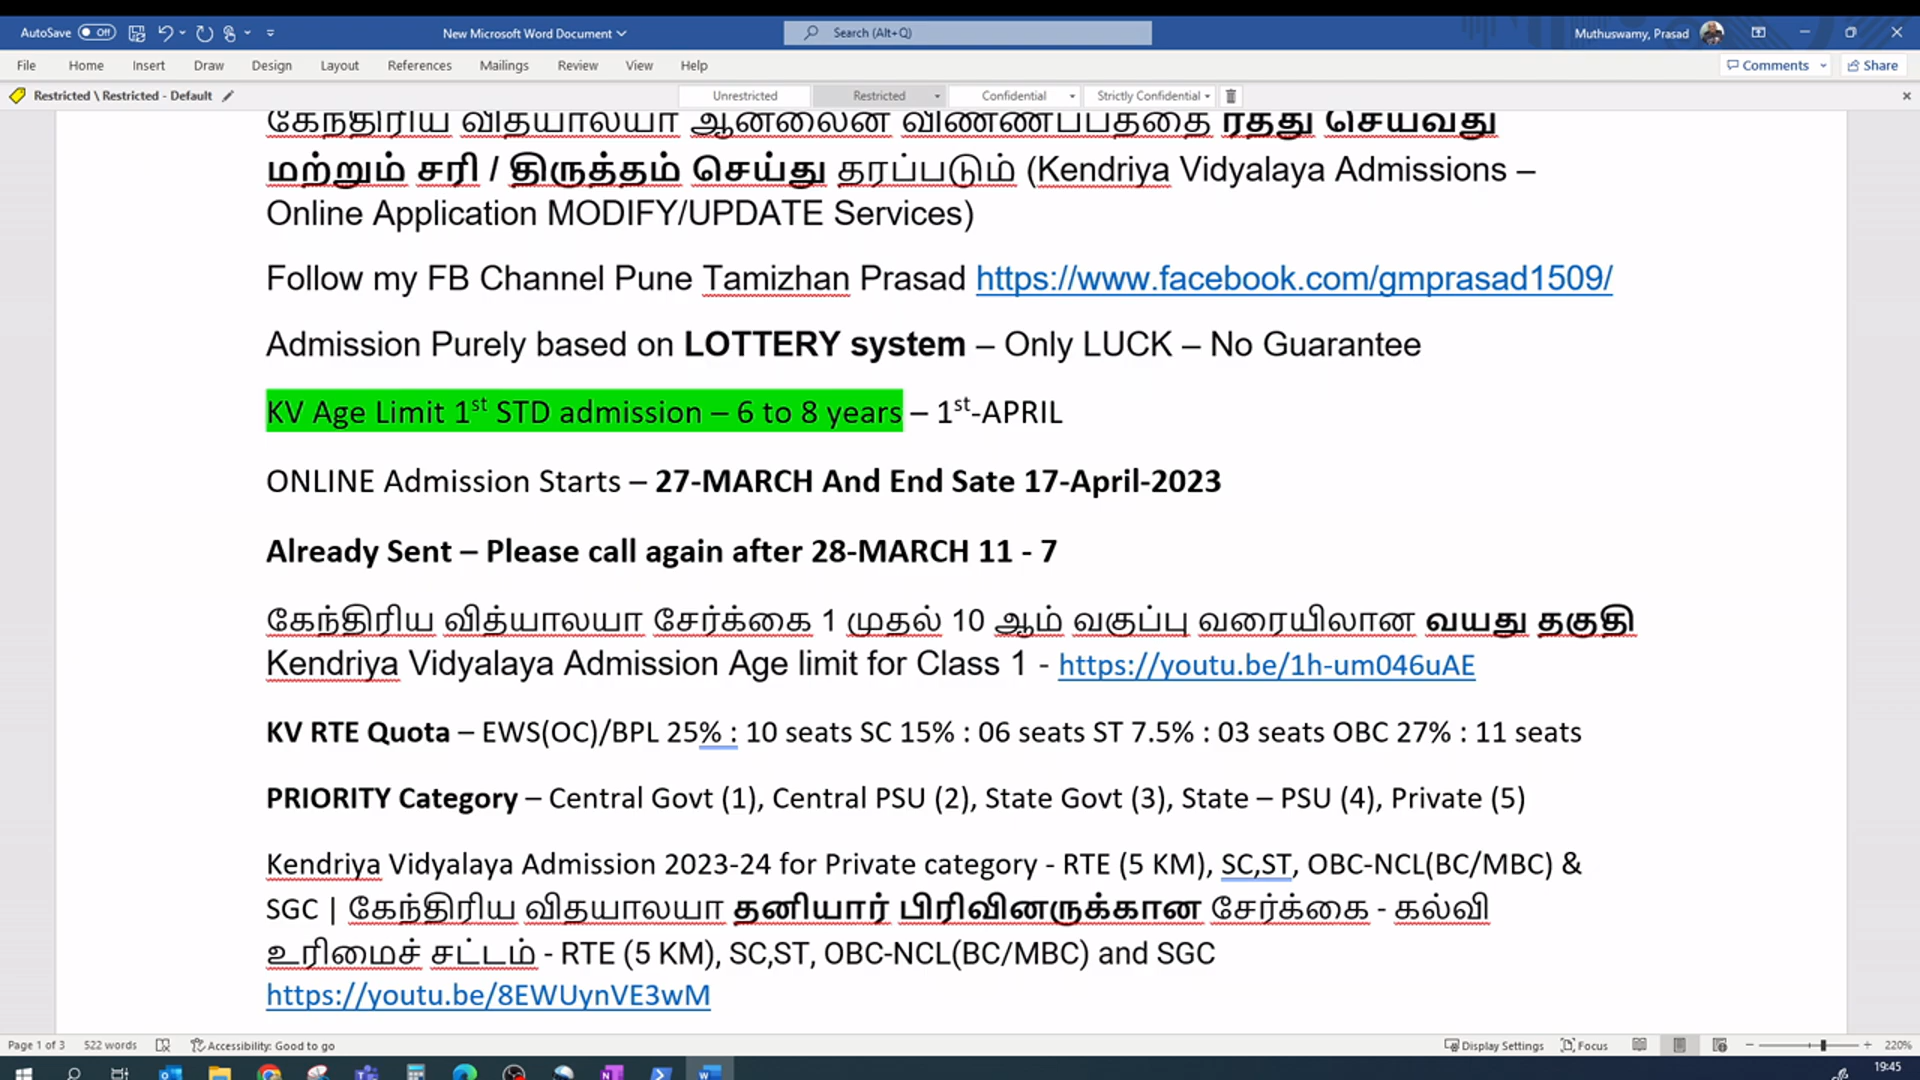 AutoSave Off New Microsoft Word Document Search (Alt+Q) Muthuswamy, Prasad
File Home Insert Draw Design Layout References Mailings Review View Help Comments Share
Restricted \ Restricted - Default Unrestricted Restricted Confidential Strictly Confidential
கேந்திரிய வித்யாலயா ஆன்லைன் விண்ணப்பத்தை ரத்து செய்வது
மற்றும் சரி / திருத்தம் செய்து தரப்படும் (Kendriya Vidyalaya Admissions –
Online Application MODIFY/UPDATE Services)
Follow my FB Channel Pune Tamizhan Prasad https://www.facebook.com/gmprasad1509/
Admission Purely based on LOTTERY system – Only LUCK – No Guarantee
KV Age Limit 1st STD admission – 6 to 8 years – 1st-APRIL
ONLINE Admission Starts – 27-MARCH And End Sate 17-April-2023
Already Sent – Please call again after 28-MARCH 11 - 7
கேந்திரிய வித்யாலயா சேர்க்கை 1 முதல் 10 ஆம் வகுப்பு வரையிலான வயது தகுதி
Kendriya Vidyalaya Admission Age limit for Class 1 - https://youtu.be/1h-um046uAE
KV RTE Quota – EWS(OC)/BPL 25% : 10 seats SC 15% : 06 seats ST 7.5% : 03 seats OBC 27% : 11 seats
PRIORITY Category – Central Govt (1), Central PSU (2), State Govt (3), State – PSU (4), Private (5)
Kendriya Vidyalaya Admission 2023-24 for Private category - RTE (5 KM), SC,ST, OBC-NCL(BC/MBC) &
SGC | கேந்திரிய விதயாலயா தனியார் பிரிவினருக்கான சேர்க்கை - கல்வி
உரிமைச் சட்டம் - RTE (5 KM), SC,ST, OBC-NCL(BC/MBC) and SGC
https://youtu.be/8EWUynVE3wM
Page 1 of 3 522 words Accessibility: Good to go Display Settings Focus 220%
19:45